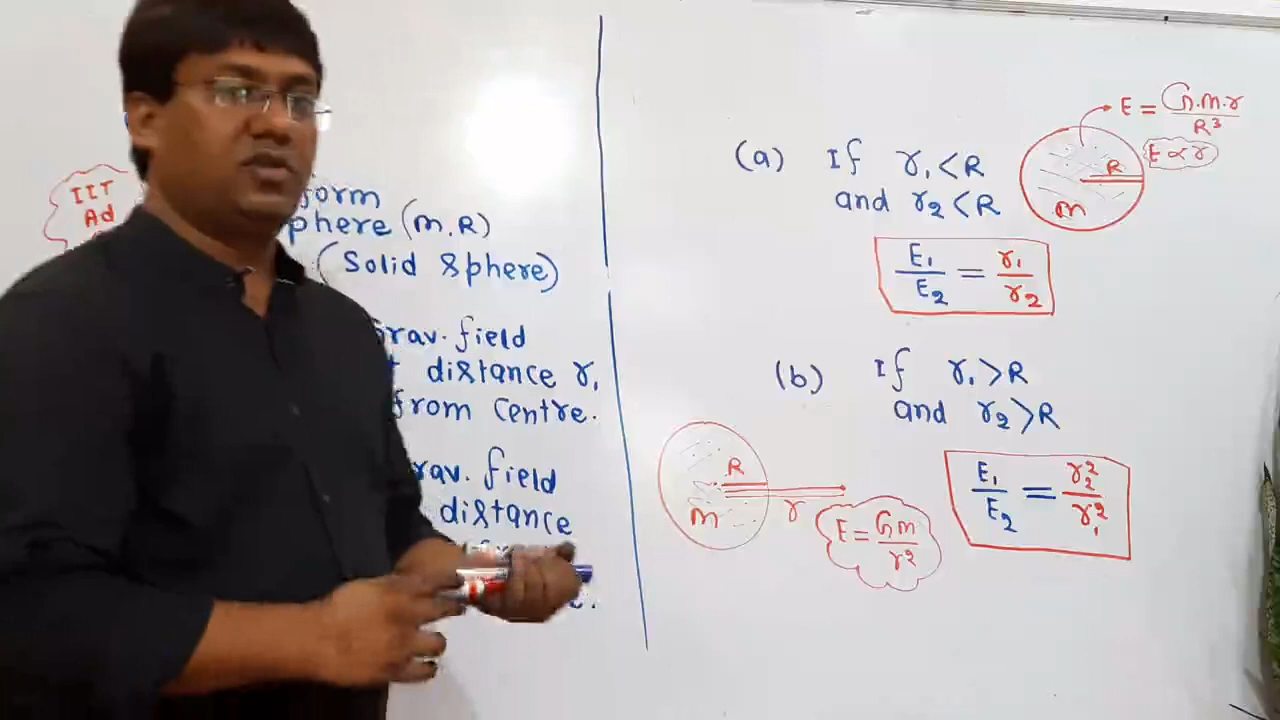 IIT
Ad
form
phere (m.R)
(Solid Sphere)
rav. field
distance r₁
from centre.
rav. field
distance
(a) If r₁<R
and r₂<R
E₁/E₂ = r₁/r₂
E = G.m.r/R³
E ∝ r
R
m
(b) If r₁>R
and r₂>R
E₁/E₂ = r₂²/r₁²
R
m
r
E = Gm/r²